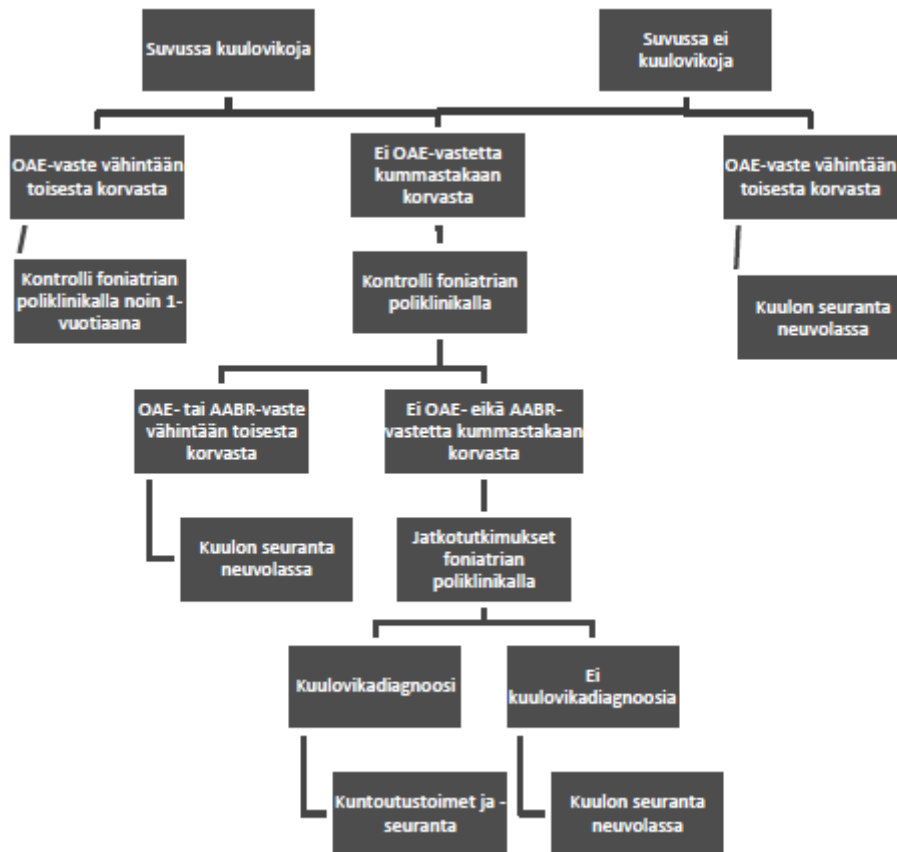 Suvussa kuulovikoja
Suvussa ei
kuulovikoja
OAE-vaste vähintään
toisesta korvasta
Ei OAE-vastetta
kummastakaan
korvasta
OAE-vaste vähintään
toisesta korvasta
Kontrolli foniatrian
poliklinikalla noin 1-
vuotiaana
Kontrolli foniatrian
poliklinikalla
Kuulon seuranta
neuvolassa
OAE- tai AABR-vaste
vähintään toisesta
korvasta
Ei OAE- eikä AABR-
vastetta kummastakaan
korvasta
Kuulon seuranta
neuvolassa
Jatkotutkimukset
foniatrian
poliklinikalla
Kuulovikadiagnoosi
Ei
kuulovikadiagnoosia
Kuntoutustoimet ja -
seuranta
Kuulon seuranta
neuvolassa